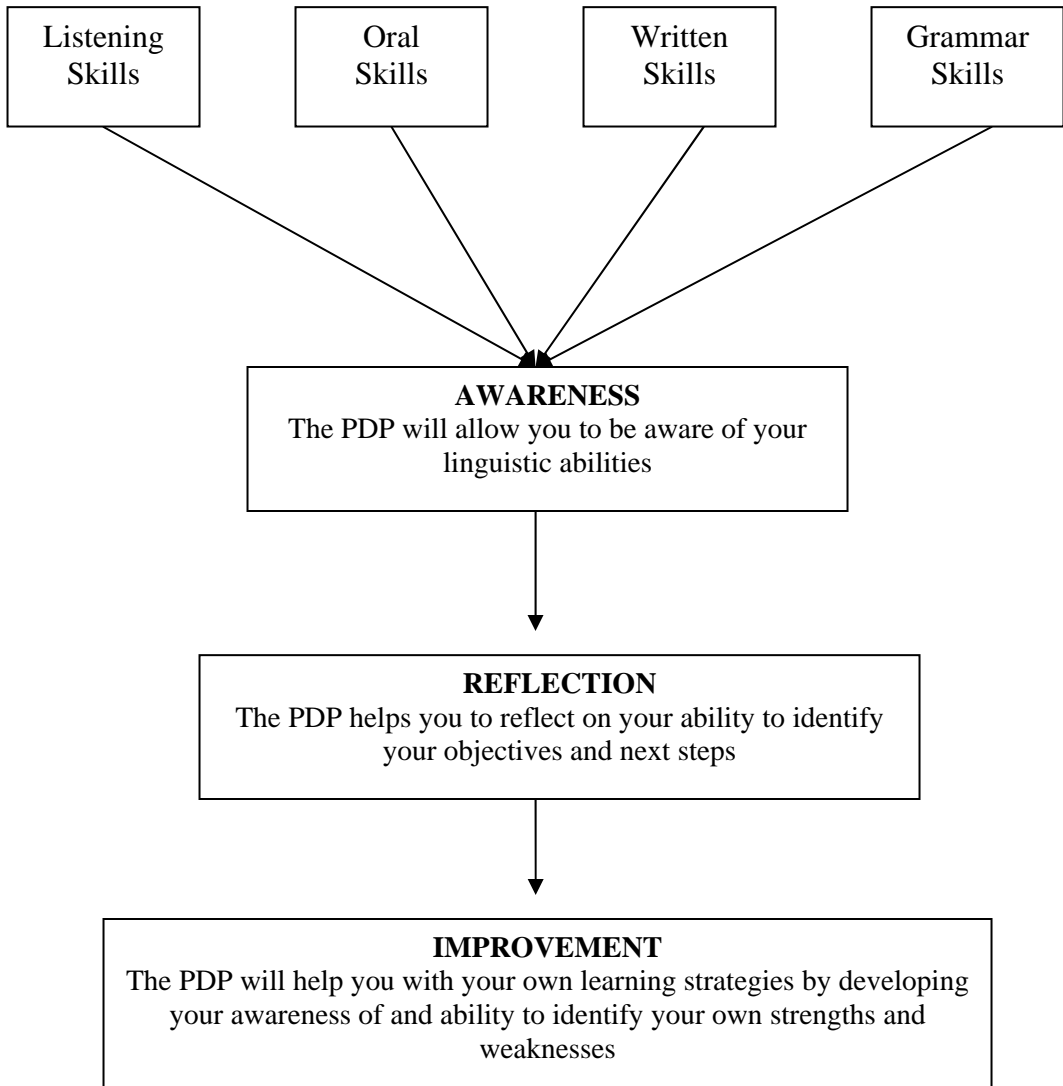 Listening
Skills
Oral
Skills
Written
Skills
Grammar
Skills
AWARENESS
The PDP will allow you to be aware of your
linguistic abilities
REFLECTION
The PDP helps you to reflect on your ability to identify
your objectives and next steps
IMPROVEMENT
The PDP will help you with your own learning strategies by developing
your awareness of and ability to identify your own strengths and
weaknesses